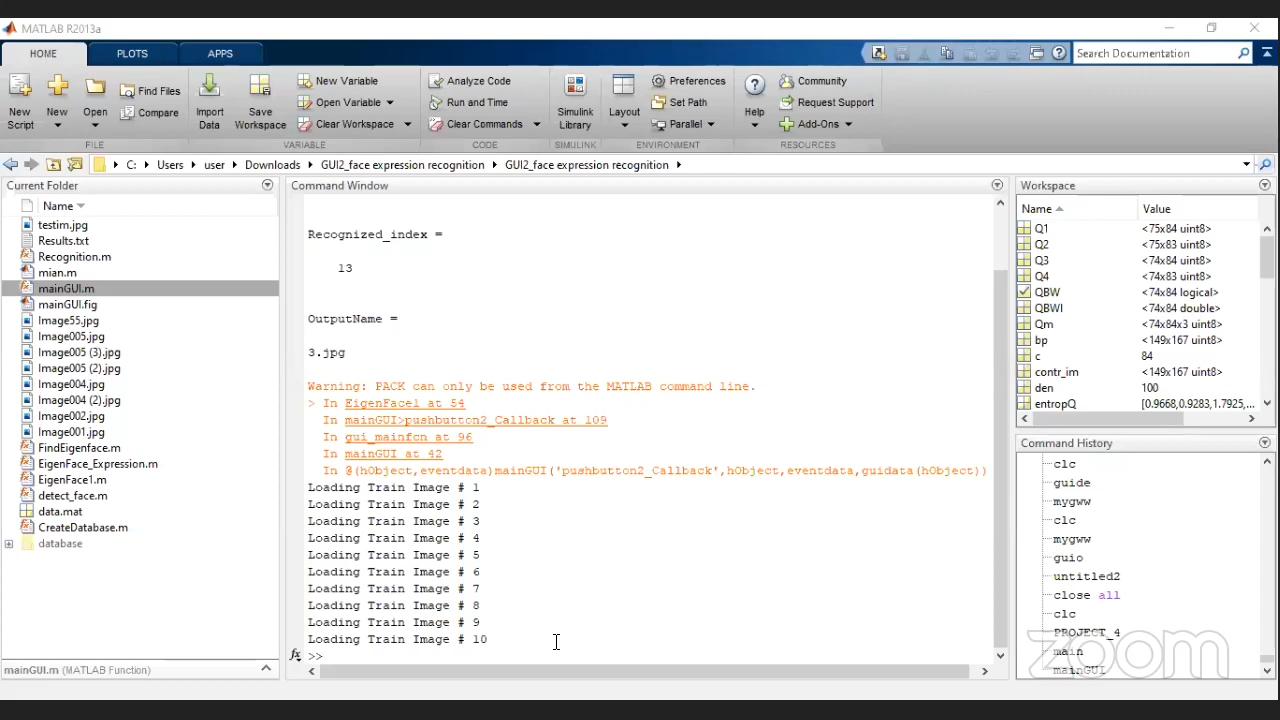 MATLAB R2013a
HOME PLOTS APPS Search Documentation
New Script New Open Find Files Compare Import Data Save Workspace New Variable Open Variable Clear Workspace Analyze Code Run and Time Clear Commands Simulink Library Layout Preferences Set Path Parallel Help Community Request Support Add-Ons
FILE VARIABLE CODE SIMULINK ENVIRONMENT RESOURCES
C: Users user Downloads GUI2_face expression recognition GUI2_face expression recognition
Current Folder
Name
testim.jpg
Results.txt
Recognition.m
mian.m
mainGUI.m
mainGUI.fig
Image55.jpg
Image005.jpg
Image005 (3).jpg
Image005 (2).jpg
Image004.jpg
Image004 (2).jpg
Image002.jpg
Image001.jpg
FindEigenface.m
EigenFace_Expression.m
EigenFace1.m
detect_face.m
data.mat
CreateDatabase.m
database
mainGUI.m (MATLAB Function)
Command Window
Recognized_index =
13
OutputName =
3.jpg
Warning: PACK can only be used from the MATLAB command line.
> In EigenFace1 at 54
In mainGUI>pushbutton2_Callback at 109
In gui_mainfcn at 96
In mainGUI at 42
In @(hObject,eventdata)mainGUI('pushbutton2_Callback',hObject,eventdata,guidata(hObject))
Loading Train Image # 1
Loading Train Image # 2
Loading Train Image # 3
Loading Train Image # 4
Loading Train Image # 5
Loading Train Image # 6
Loading Train Image # 7
Loading Train Image # 8
Loading Train Image # 9
Loading Train Image # 10
fx >>
Workspace
Name Value
Q1 <75x84 uint8>
Q2 <75x83 uint8>
Q3 <74x84 uint8>
Q4 <74x83 uint8>
QBW <74x84 logical>
QBWI <74x84 double>
Qm <74x84x3 uint8>
bp <149x167 uint8>
c 84
contr_im <149x167 uint8>
den 100
entropQ [0.9668,0.9283,1.7925,...
Command History
clc
guide
mygww
clc
mygww
guio
untitled2
close all
clc
PROJECT_4
main
mainGUI
zoom